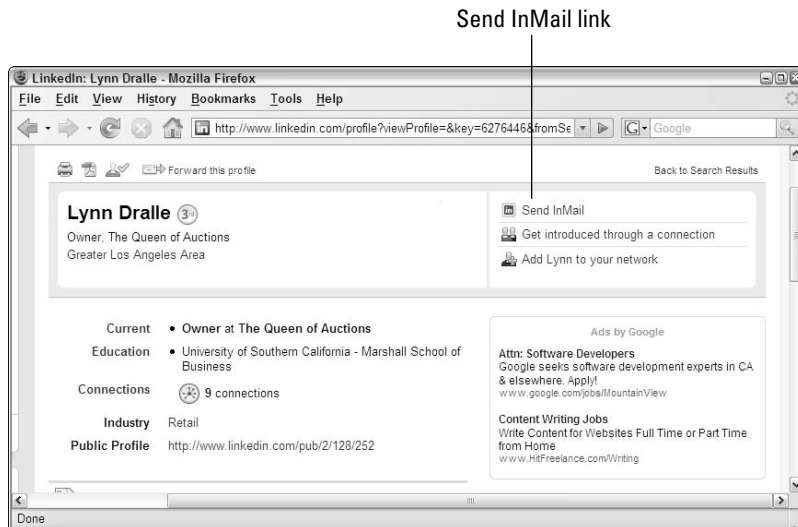 Send InMail link
LinkedIn: Lynn Dralle - Mozilla Firefox
File Edit View History Bookmarks Tools Help
http://www.linkedin.com/profile?viewProfile=&key=6276446&fromSe
G Google
Forward this profile
Back to Search Results
Lynn Dralle 3rd
Owner, The Queen of Auctions
Greater Los Angeles Area
in Send InMail
Get introduced through a connection
Add Lynn to your network
Current • Owner at The Queen of Auctions
Education • University of Southern California - Marshall School of
Business
Connections 9 connections
Industry Retail
Public Profile http://www.linkedin.com/pub/2/128/252
Ads by Google
Attn: Software Developers
Google seeks software development experts in CA
& elsewhere. Apply!
www.google.com/jobs/MountainView
Content Writing Jobs
Write Content for Websites Full Time or Part Time
from Home
www.HitFreelance.com/Writing
Done